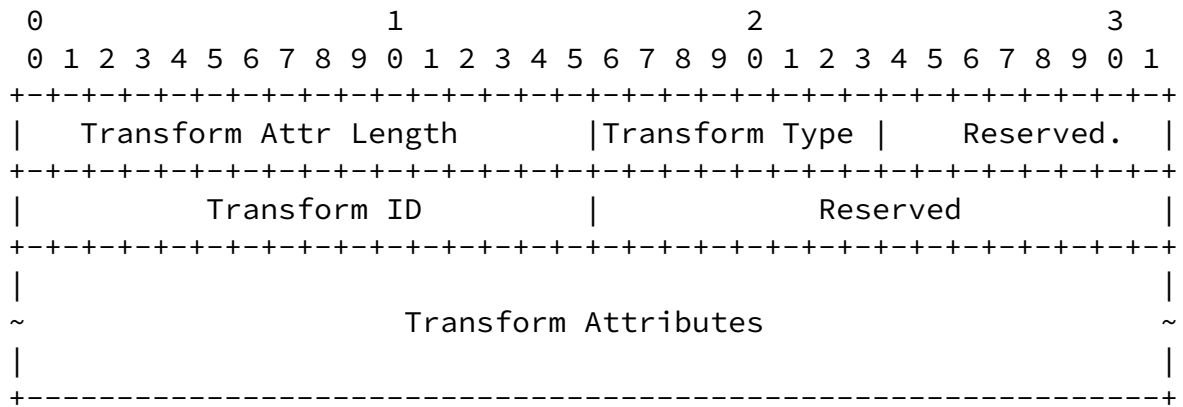 0                   1                   2                   3
 0 1 2 3 4 5 6 7 8 9 0 1 2 3 4 5 6 7 8 9 0 1 2 3 4 5 6 7 8 9 0 1
+-+-+-+-+-+-+-+-+-+-+-+-+-+-+-+-+-+-+-+-+-+-+-+-+-+-+-+-+-+-+-+-+
|   Transform Attr Length       |Transform Type |    Reserved.  |
+-+-+-+-+-+-+-+-+-+-+-+-+-+-+-+-+-+-+-+-+-+-+-+-+-+-+-+-+-+-+-+-+
|          Transform ID         |            Reserved           |
+-+-+-+-+-+-+-+-+-+-+-+-+-+-+-+-+-+-+-+-+-+-+-+-+-+-+-+-+-+-+-+-+
|                                                               |
~                     Transform Attributes                      ~
|                                                               |
+---------------------------------------------------------------+